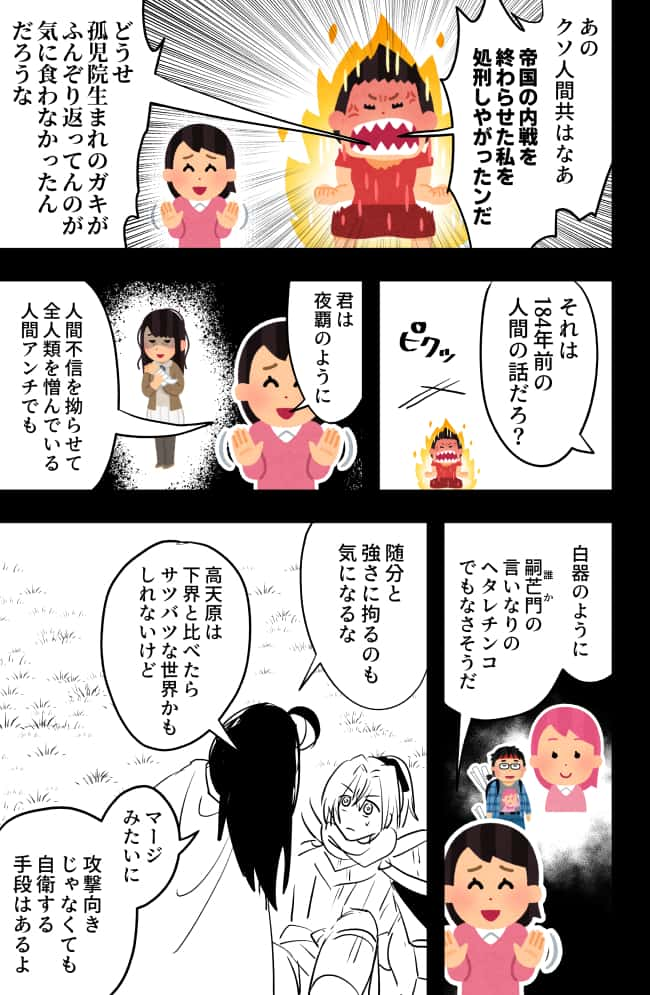 あの
クソ人間共はなあ
帝国の内戦を
終わらせた私を
処刑しやがったンだ
どうせ
孤児院生まれのガキが
ふんぞり返ってんのが
気に食わなかったん
だろうな
それは
184年前の
人間の話だろ?
ピクッ
君は
夜覇のように
人間不信を拗らせて
全人類を憎んでいる
人間アンチでも
白器のように
嗣芒門の
誰か
言いなりの
ヘタレチンコ
でもなさそうだ
随分と
強さに拘るのも
気になるな
高天原は
下界と比べたら
サツバツな世界かも
しれないけど
マージ
みたいに
攻撃向き
じゃなくても
自衛する
手段はあるよ